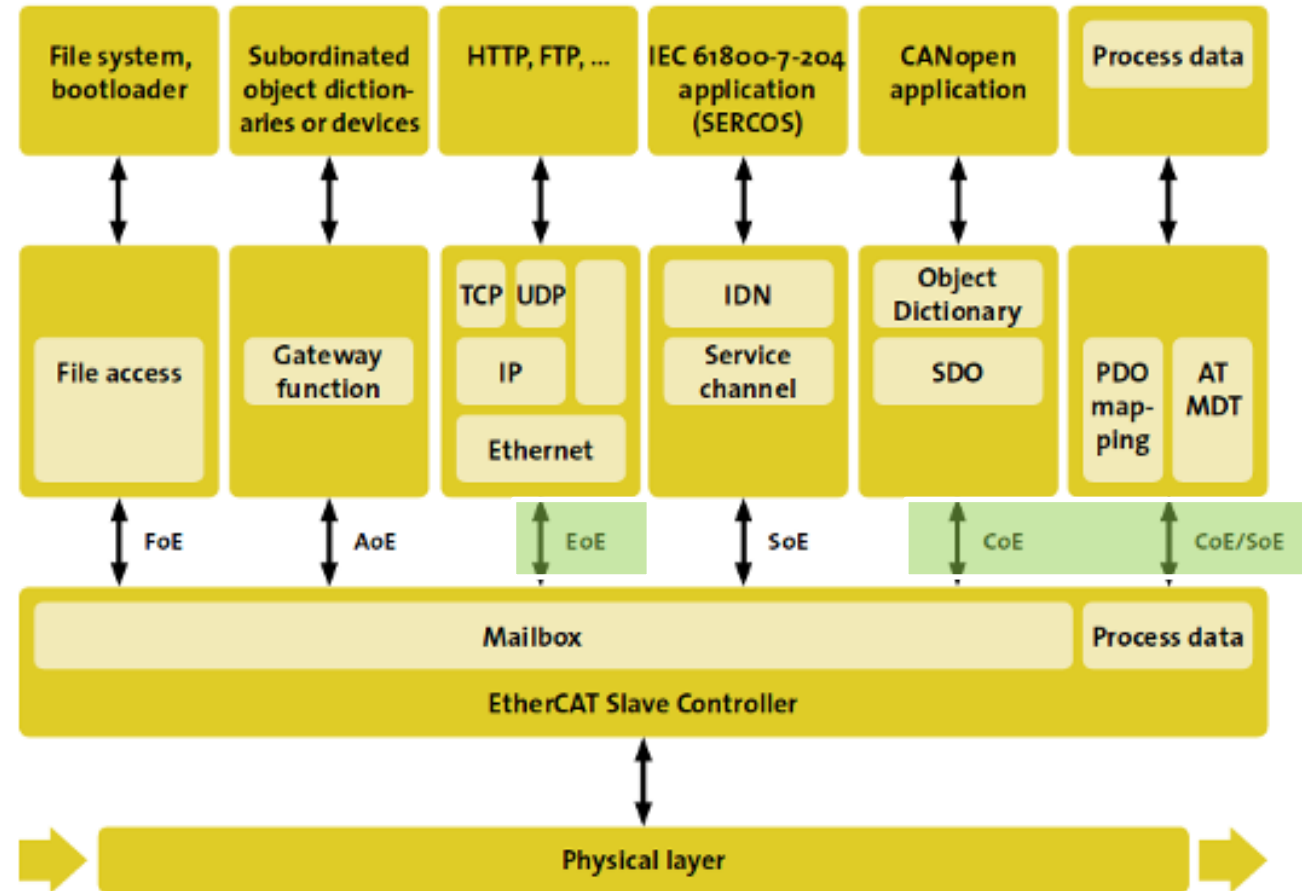 File system,
bootloader
Subordinated
object diction-
aries or devices
HTTP, FTP, ...
IEC 61800-7-204
application
(SERCOS)
CANopen
application
Process data
File access
Gateway
function
TCP UDP
IP
Ethernet
IDN
Service
channel
Object
Dictionary
SDO
PDO
map-
ping
AT
MDT
FoE
AoE
EoE
SoE
CoE
CoE/SoE
Mailbox
Process data
EtherCAT Slave Controller
Physical layer